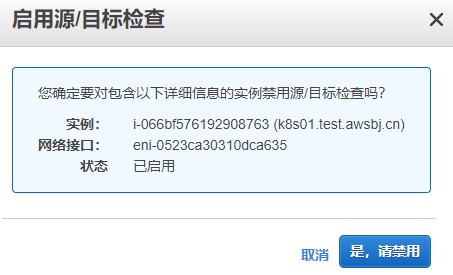 启用源/目标检查
您确定要对包含以下详细信息的实例禁用源/目标检查吗?
实例： i-066bf576192908763 (k8s01.test.awsbj.cn)
网络接口： eni-0523ca30310dca635
状态 已启用
取消 是，请禁用